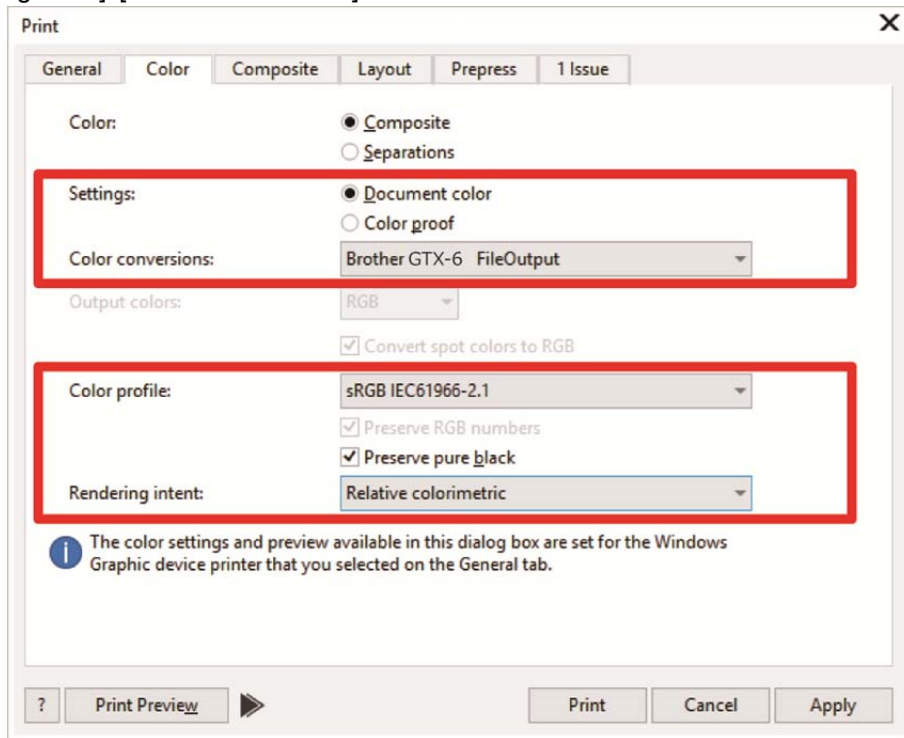 Print X
General Color Composite Layout Prepress 1 Issue
Color: Composite
Separations
Settings: Document color
Color proof
Color conversions: Brother GTX-6 FileOutput
Output colors: RGB
Convert spot colors to RGB
Color profile: sRGB IEC61966-2.1
Preserve RGB numbers
Preserve pure black
Rendering intent: Relative colorimetric
i The color settings and preview available in this dialog box are set for the Windows
Graphic device printer that you selected on the General tab.
? Print Preview Print Cancel Apply